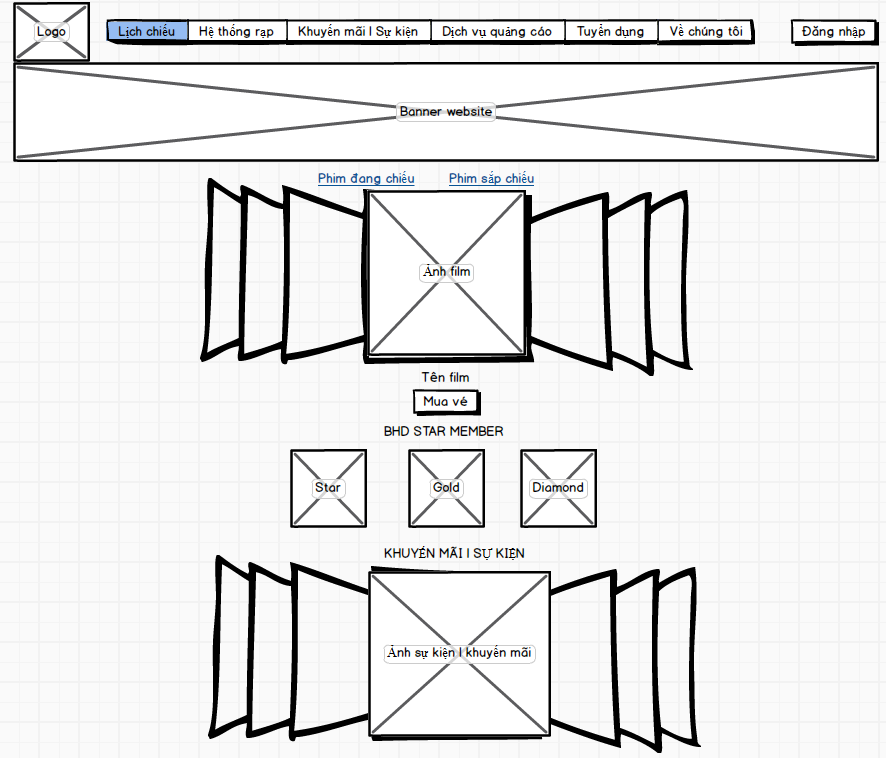 Logo
Lịch chiếu Hệ thống rạp Khuyến mãi | Sự kiện Dịch vụ quảng cáo Tuyển dụng Về chúng tôi Đăng nhập
Banner website
Phim đang chiếu Phim sắp chiếu
Ảnh film
Tên film
Mua vé
BHD STAR MEMBER
Star Gold Diamond
KHUYẾN MÃI | SỰ KIỆN
Ảnh sự kiện | khuyến mãi